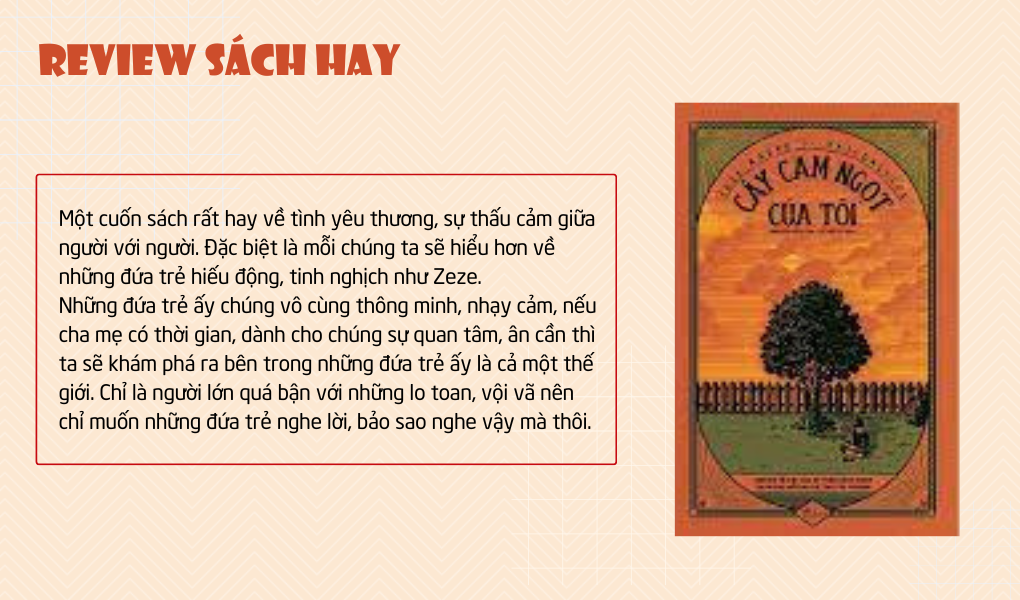 REVIEW SÁCH HAY
Một cuốn sách rất hay về tình yêu thương, sự thấu cảm giữa
người với người. Đặc biệt là mỗi chúng ta sẽ hiểu hơn về
những đứa trẻ hiếu động, tinh nghịch như Zeze.
Những đứa trẻ ấy chúng vô cùng thông minh, nhạy cảm, nếu
cha mẹ có thời gian, dành cho chúng sự quan tâm, ân cần thì
ta sẽ khám phá ra bên trong những đứa trẻ ấy là cả một thế
giới. Chỉ là người lớn quá bận với những lo toan, vội vã nên
chỉ muốn những đứa trẻ nghe lời, bảo sao nghe vậy mà thôi.
CÂY CAM NGỌT
CỦA TÔI